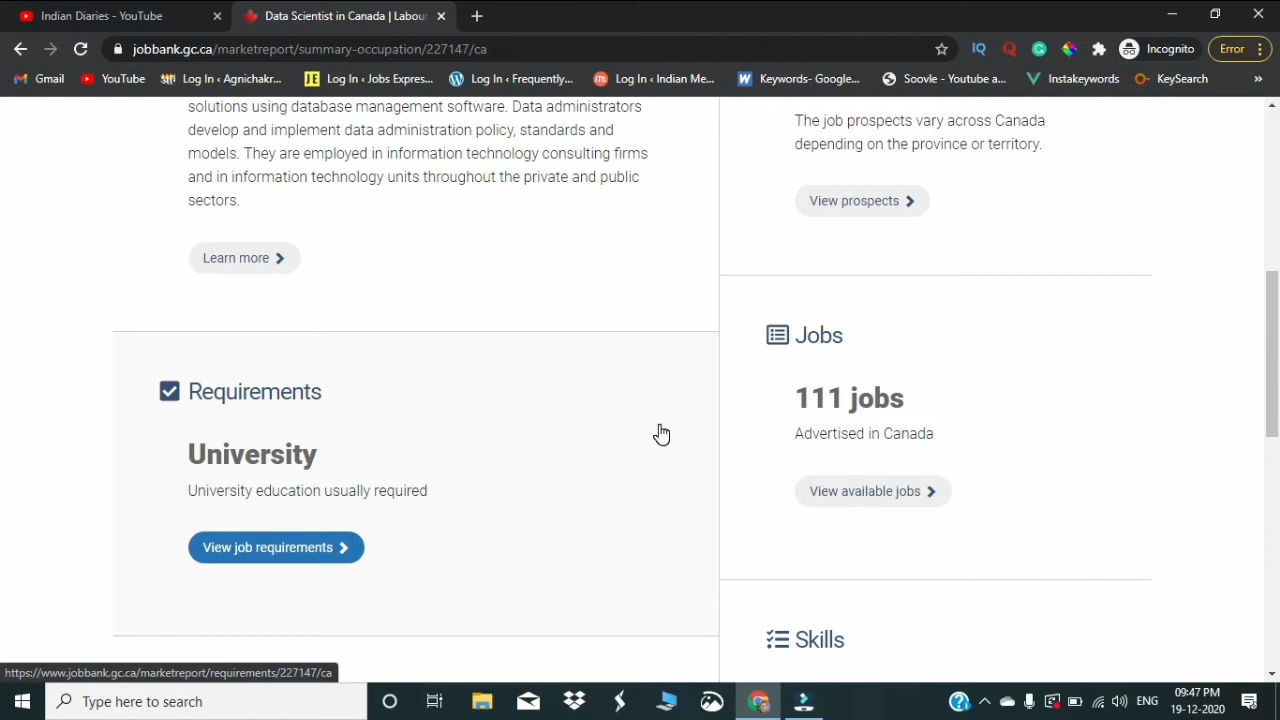 Indian Diaries - YouTube
Data Scientist in Canada | Labour
jobbank.gc.ca/marketreport/summary-occupation/227147/ca
Incognito
Error
Gmail
YouTube
Log In ‹ Agnichakr...
JE
Log In ‹ Jobs Expres...
Log In ‹ Frequently...
Log In ‹ Indian Me...
Keywords- Google...
Soovle - Youtube a...
Instakeywords
KeySearch
»
solutions using database management software. Data administrators
develop and implement data administration policy, standards and
models. They are employed in information technology consulting firms
and in information technology units throughout the private and public
sectors.
Learn more
Requirements
University
University education usually required
View job requirements
The job prospects vary across Canada
depending on the province or territory.
View prospects
Jobs
111 jobs
Advertised in Canada
View available jobs
Skills
https://www.jobbank.gc.ca/marketreport/requirements/227147/ca
Type here to search
ENG
09:47 PM
19-12-2020